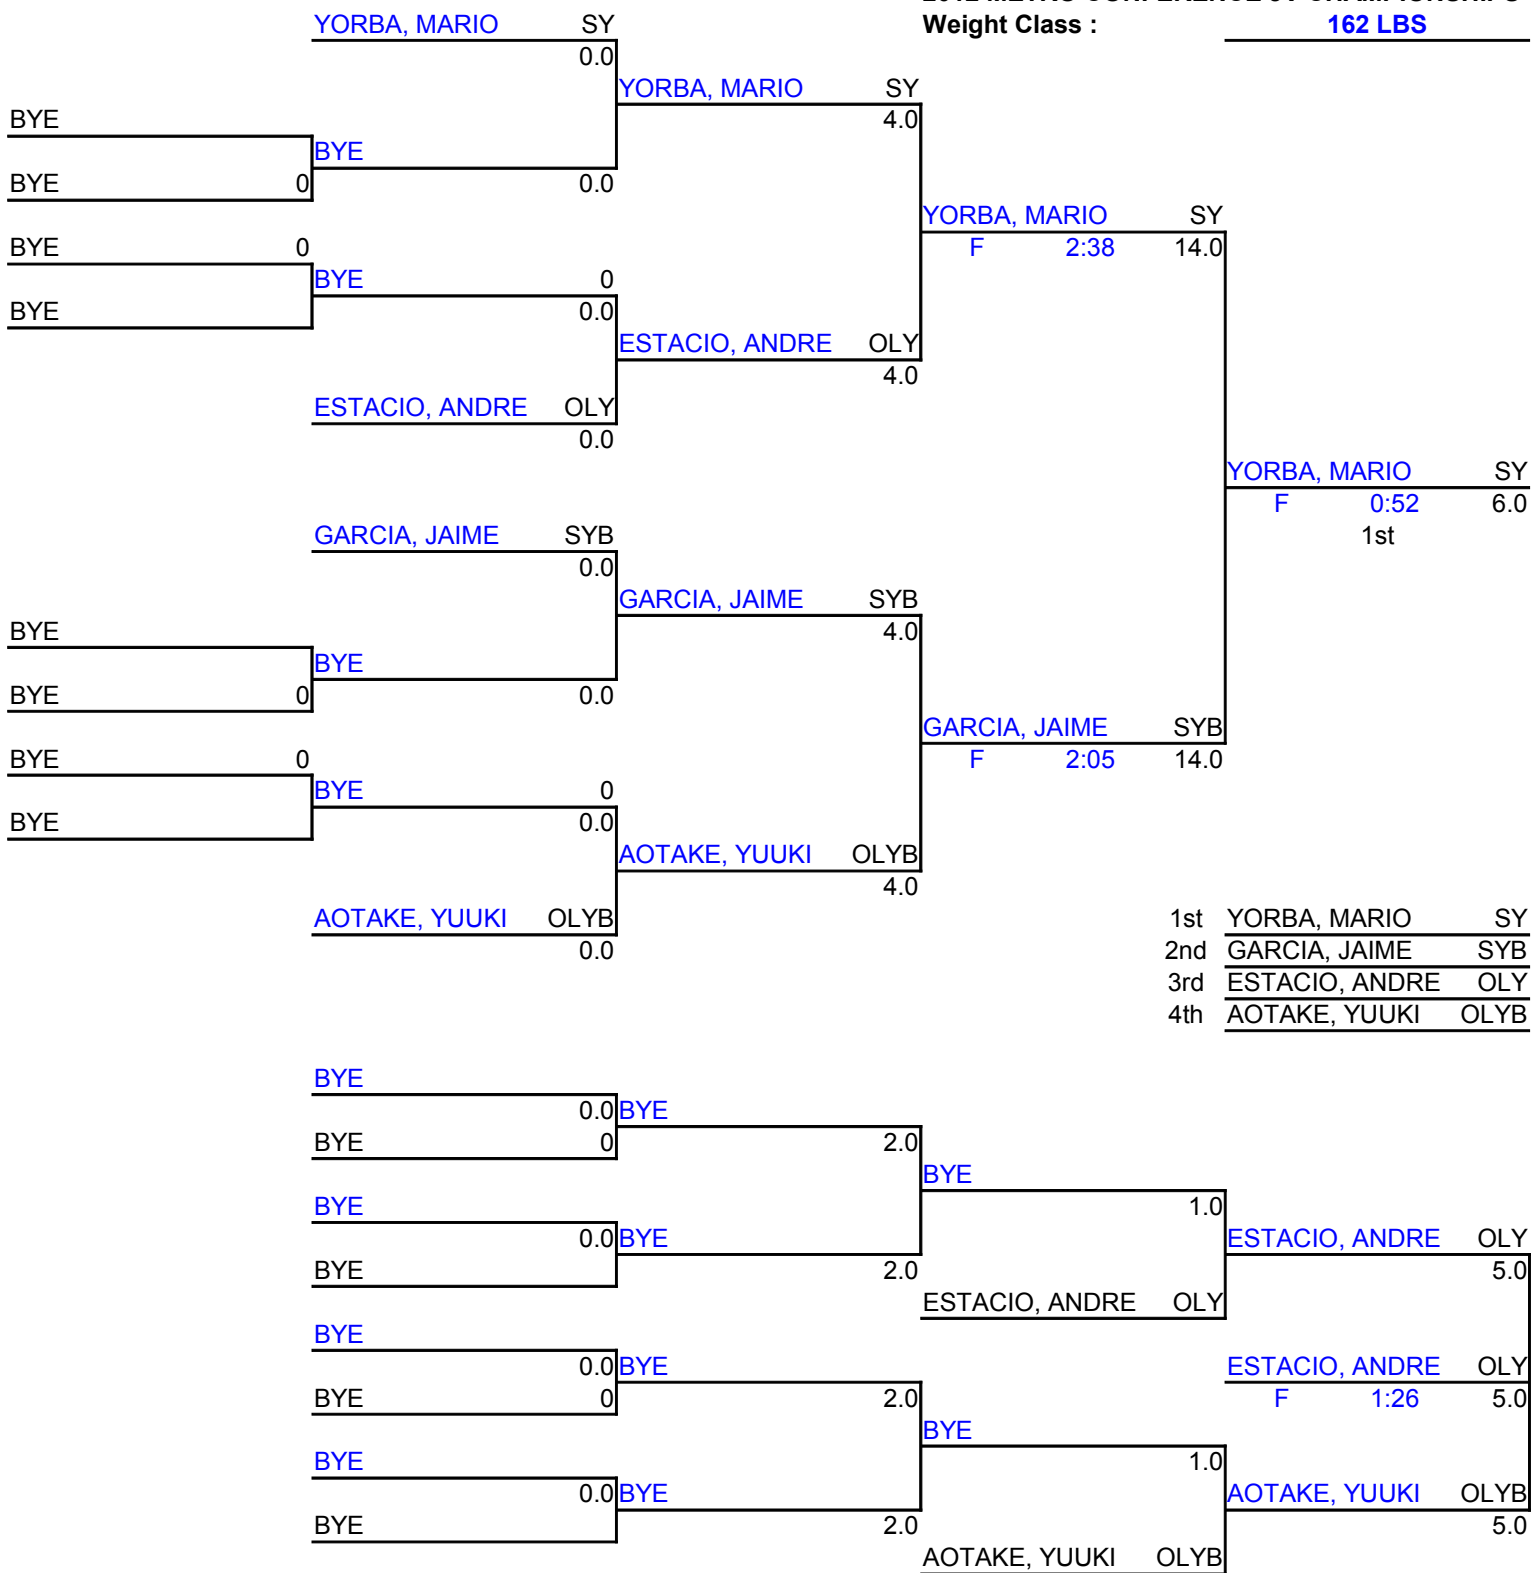 YORBA, MARIO SY
Weight Class : 162 LBS
0.0
YORBA, MARIO SY
BYE
4.0
BYE
BYE 0
0.0
YORBA, MARIO SY
BYE 0
F 2:38 14.0
BYE 0
BYE
0.0
ESTACIO, ANDRE OLY
4.0
ESTACIO, ANDRE OLY
0.0
YORBA, MARIO SY
F 0:52 6.0
GARCIA, JAIME SYB
1st
0.0
GARCIA, JAIME SYB
BYE
4.0
BYE
BYE 0
0.0
GARCIA, JAIME SYB
BYE 0
F 2:05 14.0
BYE 0
BYE
0.0
AOTAKE, YUUKI OLYB
4.0
AOTAKE, YUUKI OLYB
0.0
1st YORBA, MARIO SY
2nd GARCIA, JAIME SYB
3rd ESTACIO, ANDRE OLY
4th AOTAKE, YUUKI OLYB
BYE
0.0 BYE
BYE 0
2.0
BYE
BYE
1.0
0.0 BYE
ESTACIO, ANDRE OLY
BYE
2.0
5.0
ESTACIO, ANDRE OLY
BYE
0.0 BYE
ESTACIO, ANDRE OLY
BYE 0
2.0
F 1:26 5.0
BYE
BYE
1.0
0.0 BYE
AOTAKE, YUUKI OLYB
BYE
2.0
5.0
AOTAKE, YUUKI OLYB